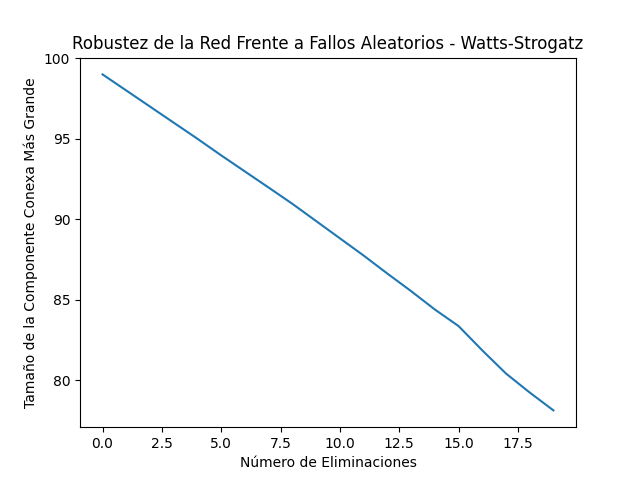 Robustez de la Red Frente a Fallos Aleatorios - Watts-Strogatz
Tamaño de la Componente Conexa Más Grande
100
95
90
85
80
0.0 2.5 5.0 7.5 10.0 12.5 15.0 17.5
Número de Eliminaciones